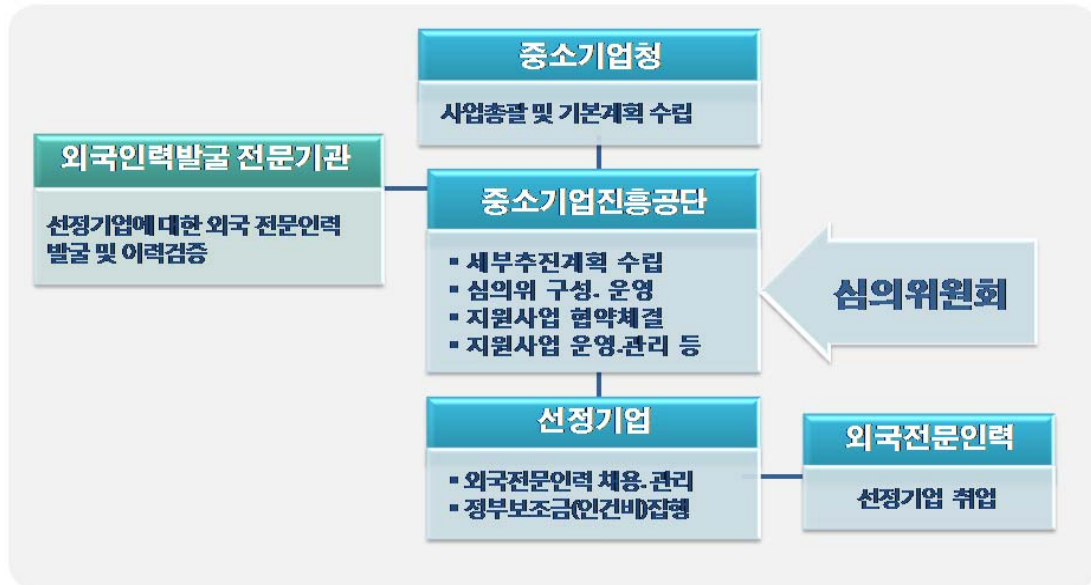 중소기업청
사업총괄 및 기본계획 수립
외국인력발굴 전문기관
선정기업에 대한 외국 전문인력
발굴 및 이력검증
중소기업진흥공단
▪ 세부추진계획 수립
▪ 심의위 구성. 운영
▪ 지원사업 협약체결
▪ 지원사업 운영.관리 등
심의위원회
선정기업
▪ 외국전문인력 채용. 관리
▪ 정부보조금(인건비)집행
외국전문인력
선정기업 취업